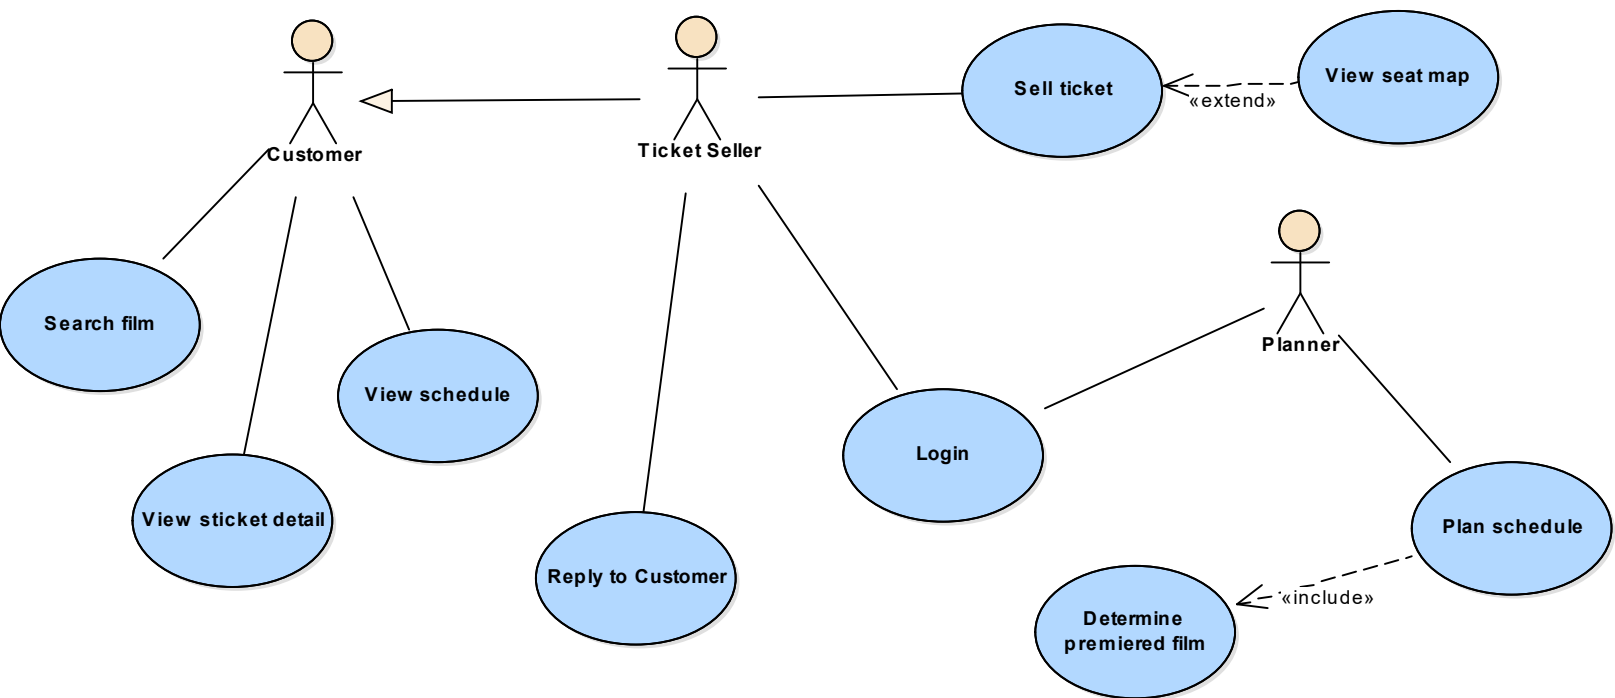 Sell ticket
View seat map
«extend»
Customer
Ticket Seller
Search film
Planner
View schedule
Login
View sticket detail
Plan schedule
Reply to Customer
«include»
Determine
premiered film